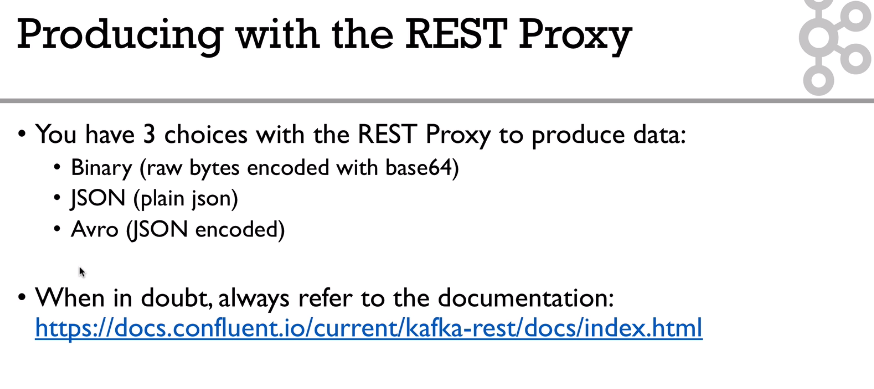 Producing with the REST Proxy
• You have 3 choices with the REST Proxy to produce data:
• Binary (raw bytes encoded with base64)
• JSON (plain json)
• Avro (JSON encoded)
• When in doubt, always refer to the documentation:
https://docs.confluent.io/current/kafka-rest/docs/index.html